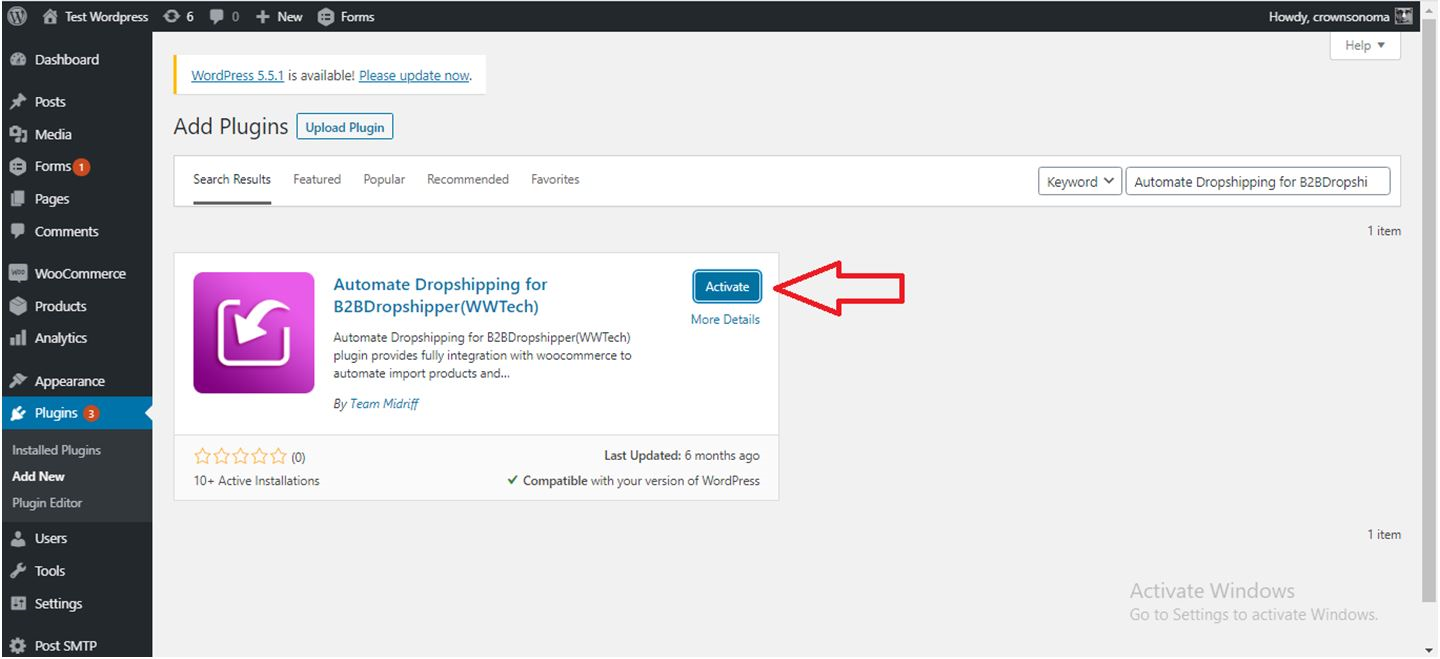 Test Wordpress 6 0 New Forms Howdy, crownsonoma
Help
Dashboard
Posts
Media
Forms 1
Pages
Comments
WooCommerce
Products
Analytics
Appearance
Plugins 3
Installed Plugins
Add New
Plugin Editor
Users
Tools
Settings
Post SMTP
WordPress 5.5.1 is available! Please update now.
Add Plugins Upload Plugin
Search Results Featured Popular Recommended Favorites Keyword Automate Dropshipping for B2BDropshi
1 item
Automate Dropshipping for
B2BDropshipper(WWTech)
Activate
More Details
Automate Dropshipping for B2BDropshipper(WWTech)
plugin provides fully integration with woocommerce to
automate import products and...
By Team Midriff
(0)
10+ Active Installations
Last Updated: 6 months ago
Compatible with your version of WordPress
1 item
Activate Windows
Go to Settings to activate Windows.